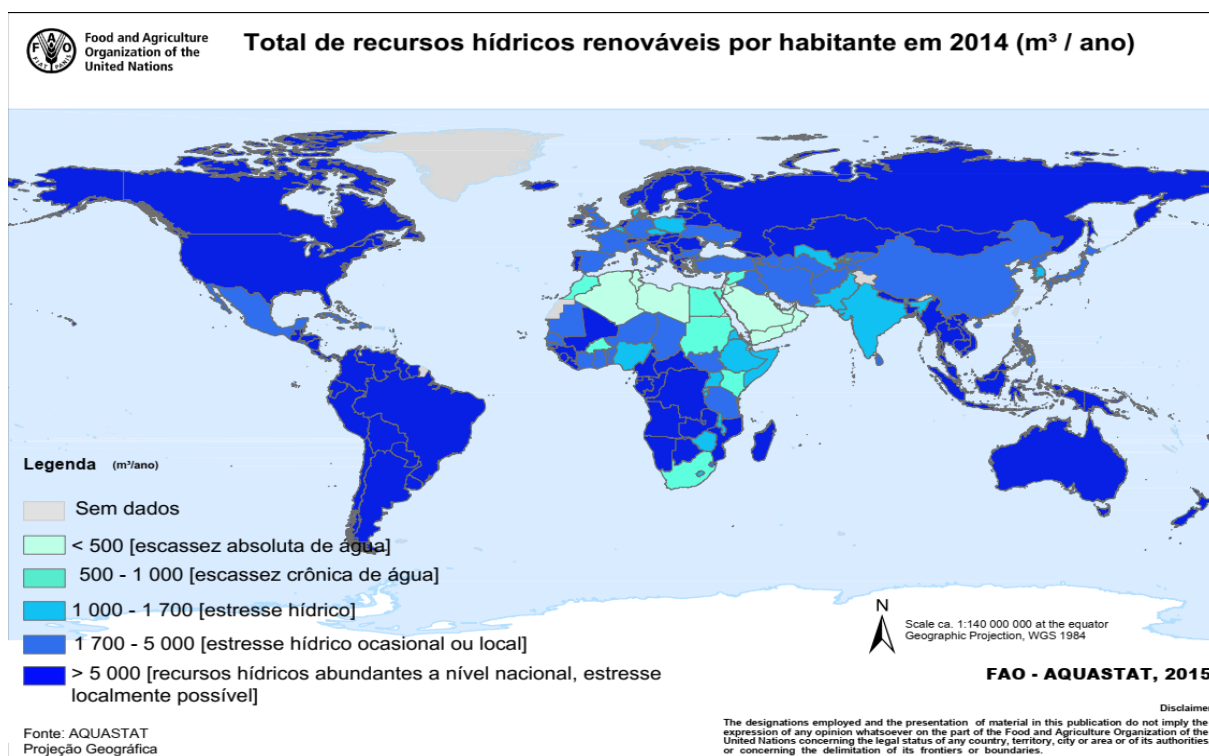 Food and Agriculture
Organization of the
United Nations
F A O
FIAT PANIS
Total de recursos hídricos renováveis por habitante em 2014 (m³ / ano)
Legenda (m³/ano)
Sem dados
< 500 [escassez absoluta de água]
500 - 1 000 [escassez crônica de água]
1 000 - 1 700 [estresse hídrico]
1 700 - 5 000 [estresse hídrico ocasional ou local]
> 5 000 [recursos hídricos abundantes a nível nacional, estresse
localmente possível]
Fonte: AQUASTAT
Projeção Geográfica
N
Scale ca. 1:140 000 000 at the equator
Geographic Projection, WGS 1984
FAO - AQUASTAT, 2015
Disclaimer
The designations employed and the presentation of material in this publication do not imply the
expression of any opinion whatsoever on the part of the Food and Agriculture Organization of the
United Nations concerning the legal status of any country, territory, city or area or of its authorities,
or concerning the delimitation of its frontiers or boundaries.